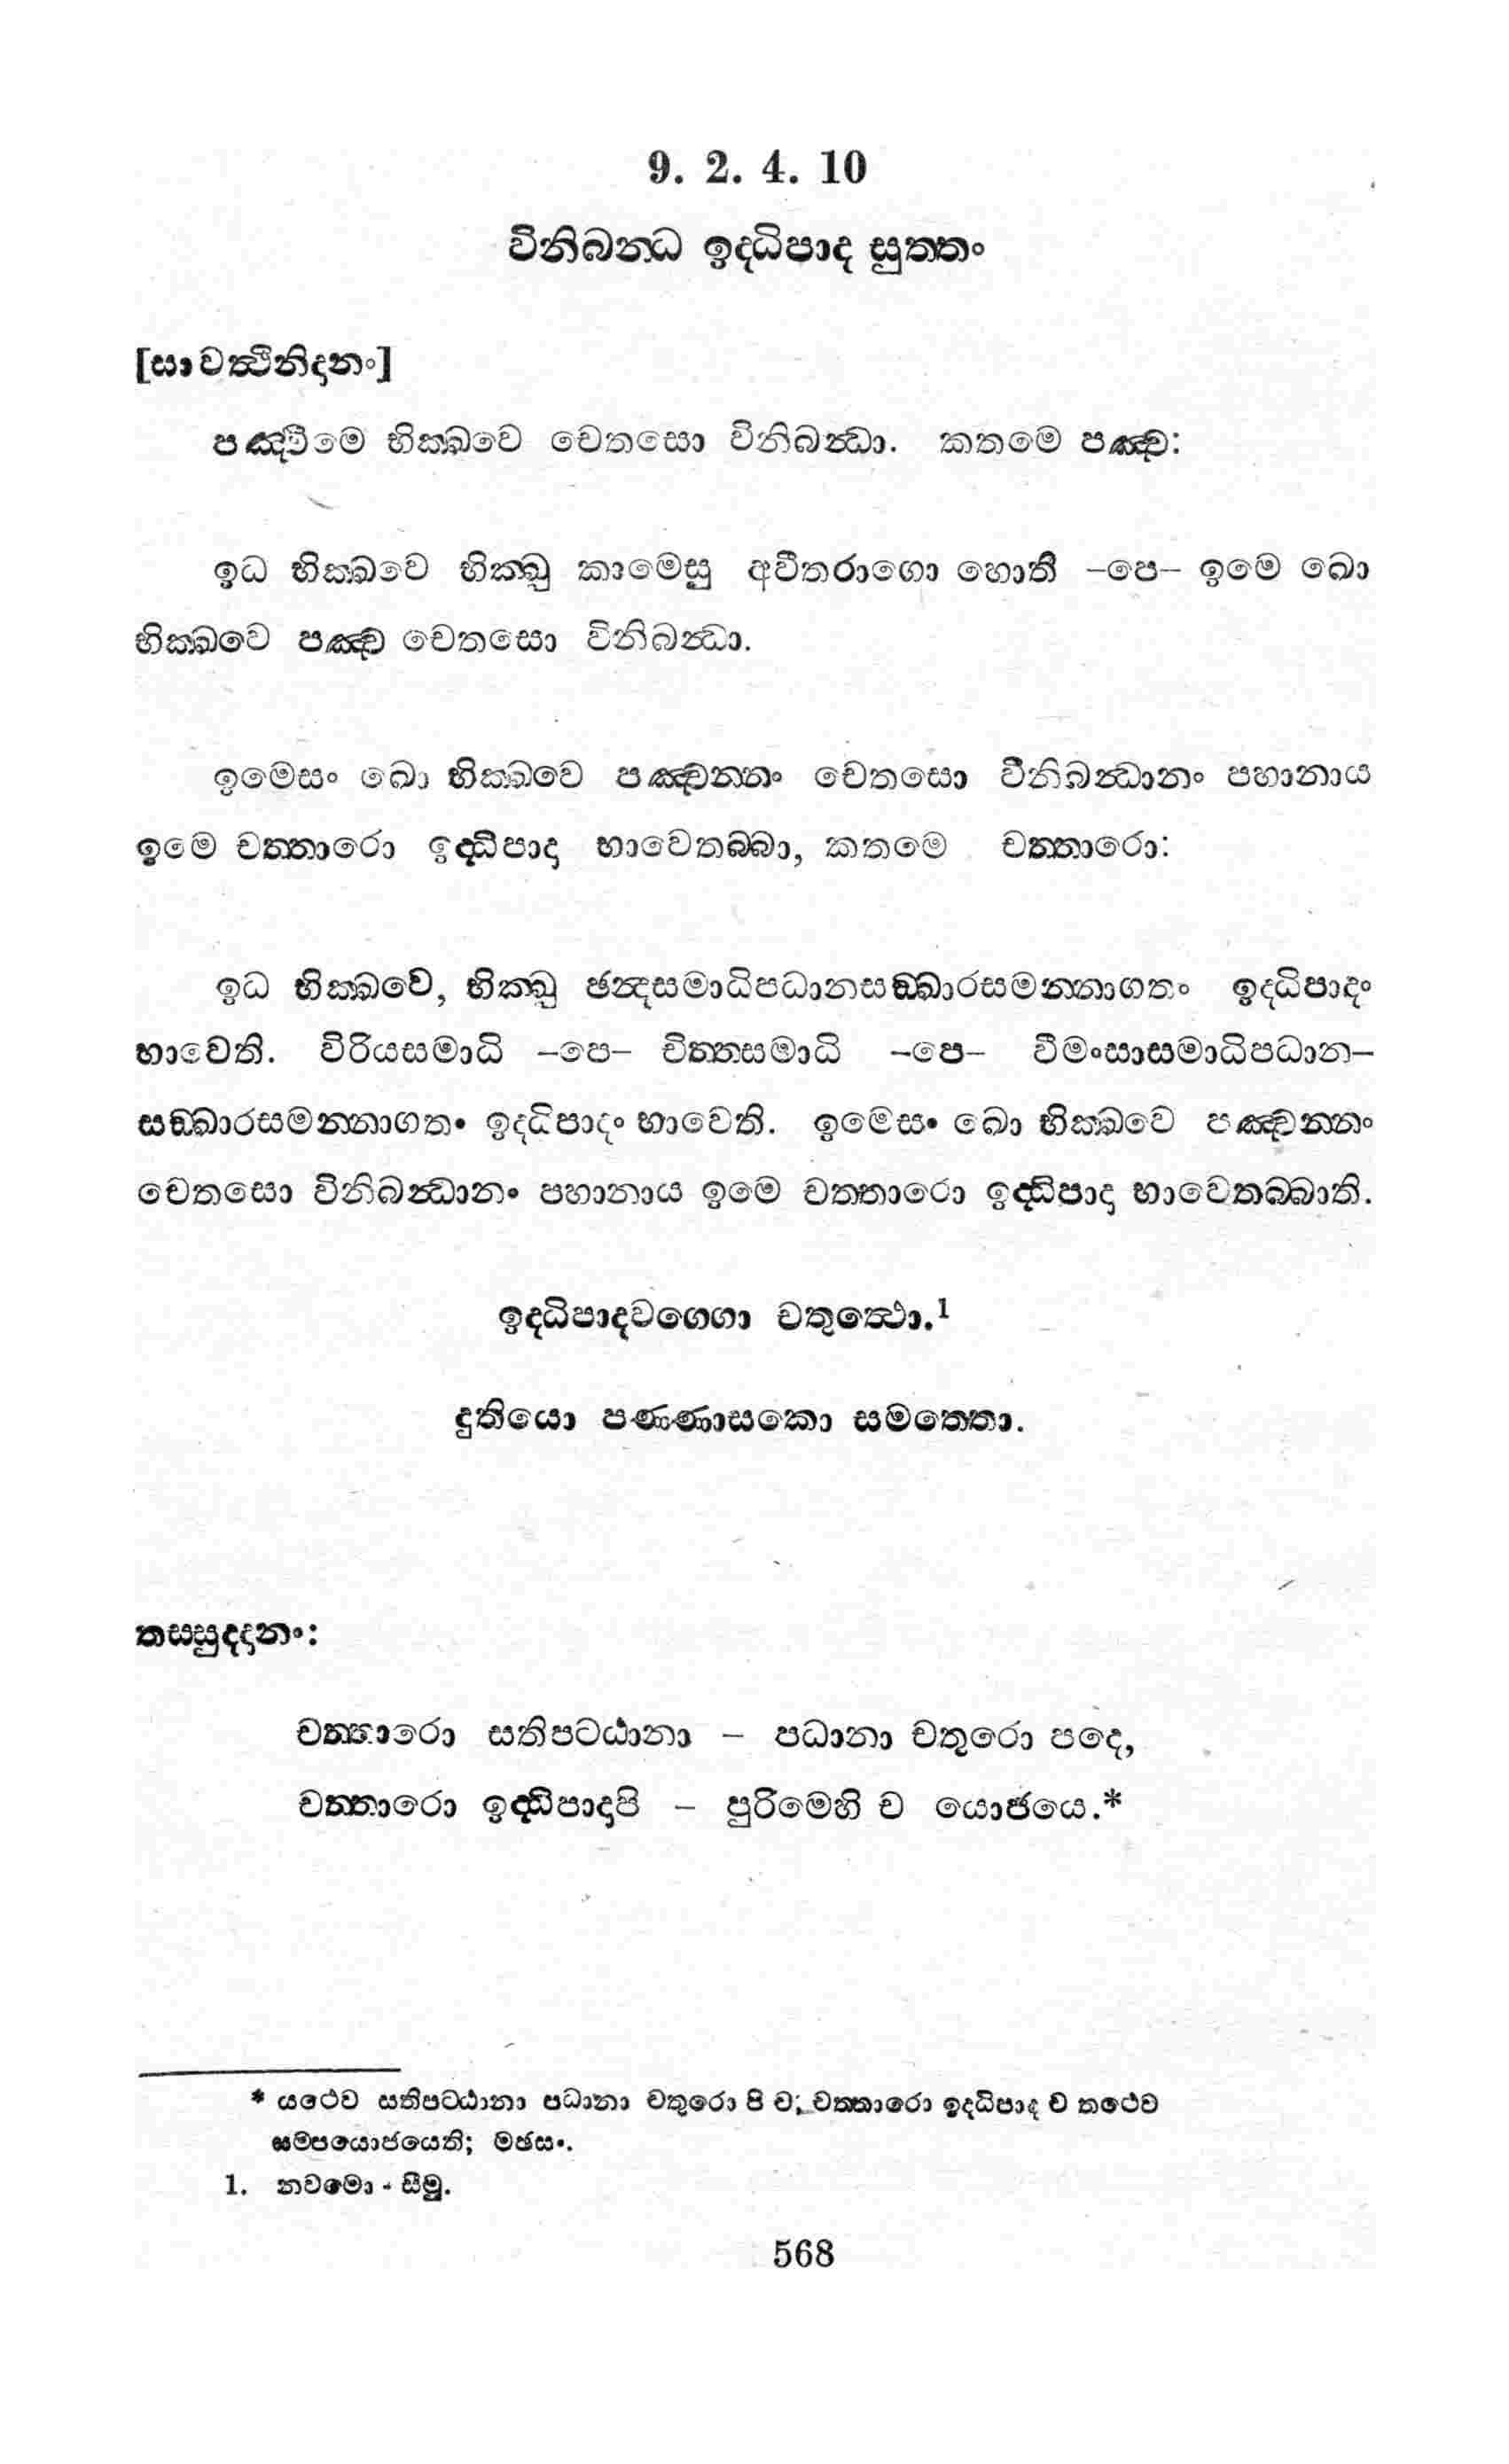 9. 2. 4. 10
විනිබන්‍ධ ඉද‍්ධිපාද සුත‍්තං
[සාවත්‍ථිනිදානං]
පඤ්චිමෙ භික‍්ඛවෙ චෙතසො විනිබන්‍ධා. කතමෙ පඤ්ච:
ඉධ භික‍්ඛවෙ භික‍්ඛු කාමෙසු අවීතරාගො හොති –පෙ– ඉමෙ ඛො
භික‍්ඛවෙ පඤ්ච චෙතසො විනිබන්‍ධා.
ඉමෙසං ඛො භික‍්ඛවෙ පඤ්චන‍්නං චෙතසො විනිබන්‍ධානං පහානාය
ඉමෙ චත‍්තාරො ඉද්‍ධිපාදා භාවෙතබ‍්බා, කතමෙ චත‍්තාරො:
ඉධ භික‍්ඛවෙ, භික‍්ඛු ඡන්‍දසමාධිපධානසඞ‍්ඛාරසමන‍්නාගතං ඉද‍්ධිපාදං
භාවෙති. විරියසමාධි –පෙ– චිත‍්තසමාධි –පෙ– වීමංසාසමාධිපධාන–
සඞ‍්ඛාරසමන‍්නාගතං ඉද‍්ධිපාදං භාවෙති. ඉමෙසං ඛො භික‍්ඛවෙ පඤ්චන‍්නං
චෙතසො විනිබන්‍ධානං පහානාය ඉමෙ චත‍්තාරො ඉද්‍ධිපාදා භාවෙතබ‍්බාති.
ඉද‍්ධිපාදවග‍්ගො චතුත්‍ථො.1
දුතියො පණ‍්ණාසකො සමත‍්තො.
තස‍්සුද‍්දානං:
චත‍්තාරො සතිපට‍්ඨානා – පධානා චතුරො පදෙ,
චත‍්තාරො ඉද්‍ධිපාදාපි – පුරිමෙහි ච යොජයෙ.*
* යථෙව සතිපට‍්ඨානා පධානා චතුරො පි ච; චත‍්තාරො ඉද‍්ධිපාද ච තථෙව
සම‍්පයොජයෙති; මඡසං.
1. නවමො - සීමු.
568